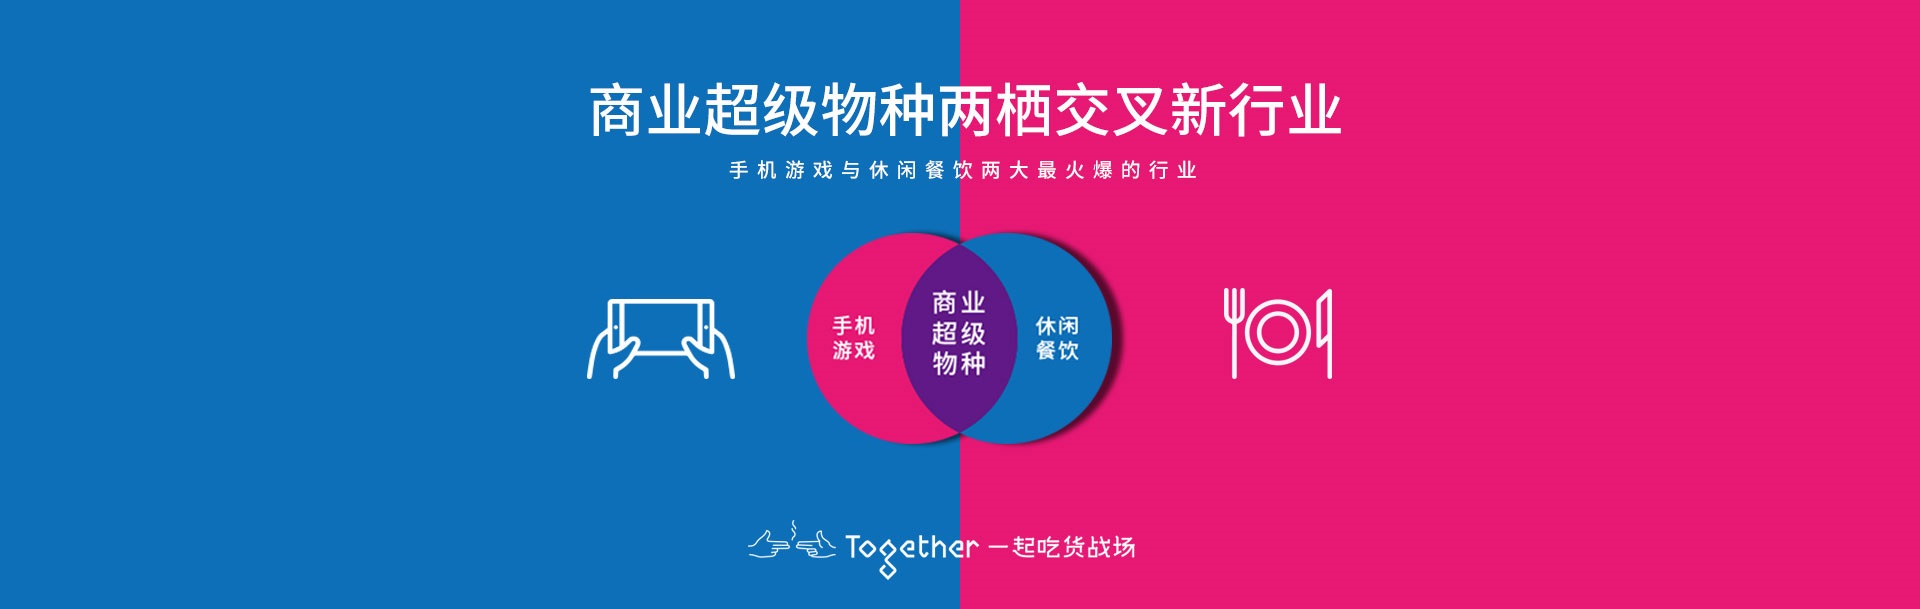 商业超级物种两栖交叉新行业
手机游戏与休闲餐饮两大最火爆的行业
手机
游戏
商业
超级
物种
休闲
餐饮
Together 一起吃货战场